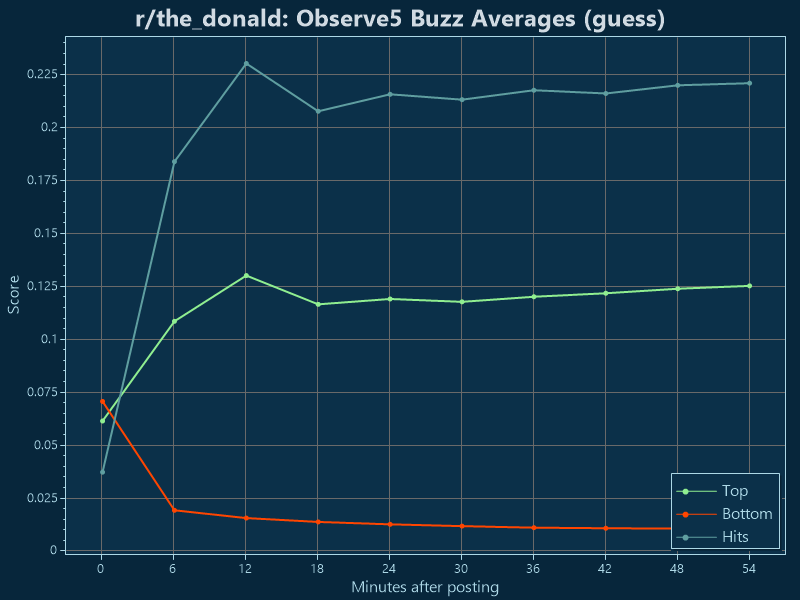 r/the_donald: Observe5 Buzz Averages (guess)
Score
0.225
0.2
0.175
0.15
0.125
0.1
0.075
0.05
0.025
0
Top
Bottom
Hits
0 6 12 18 24 30 36 42 48 54
Minutes after posting